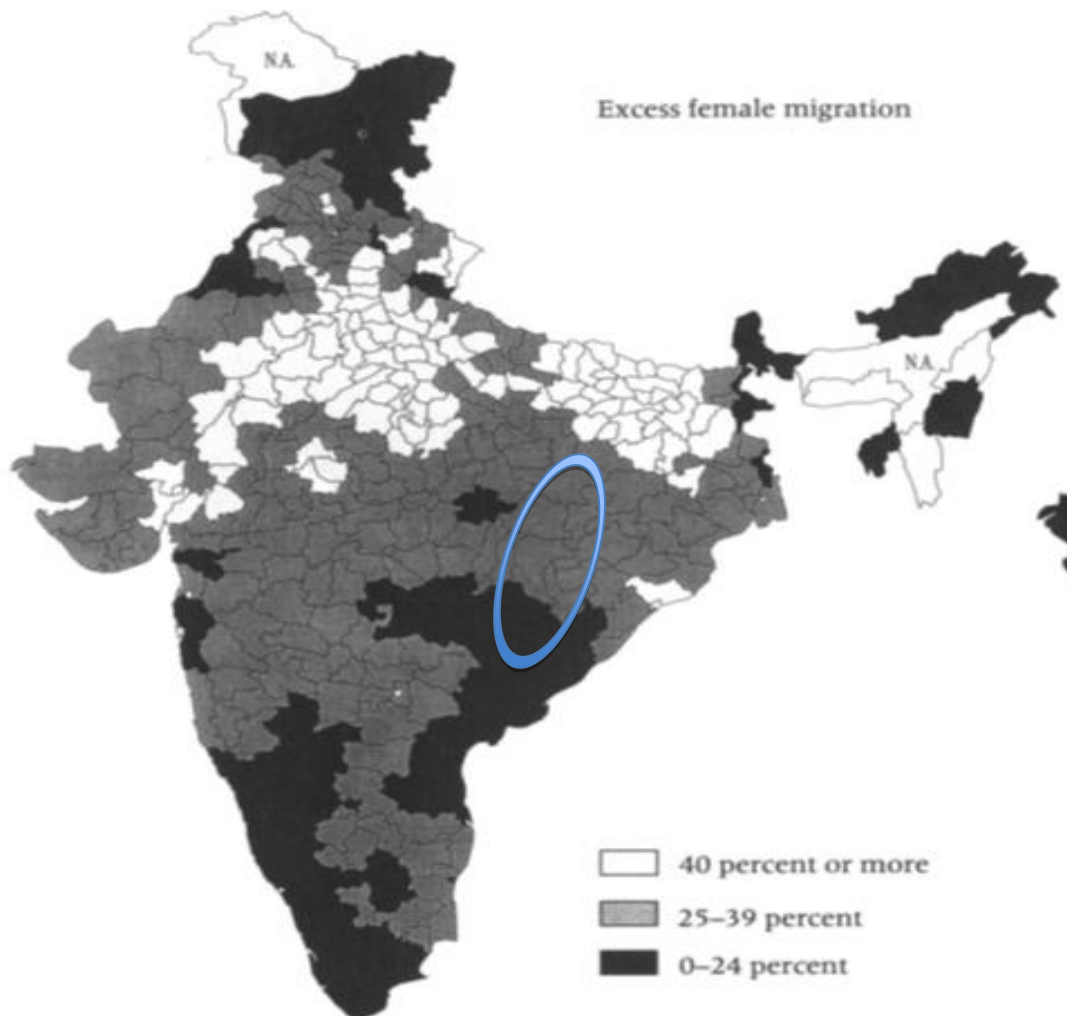 N.A.
Excess female migration
N.A.
40 percent or more
25–39 percent
0–24 percent